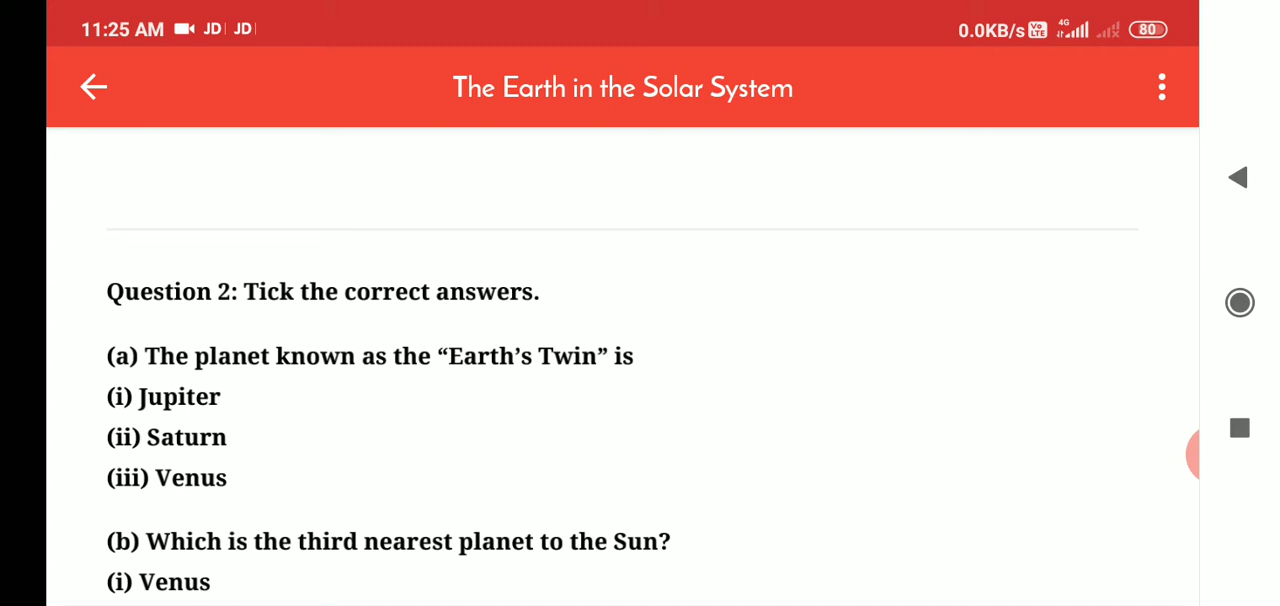 11:25 AM JD JD
0.0KB/s Vo LTE 4G 80
The Earth in the Solar System
Question 2: Tick the correct answers.
(a) The planet known as the “Earth’s Twin” is
(i) Jupiter
(ii) Saturn
(iii) Venus
(b) Which is the third nearest planet to the Sun?
(i) Venus